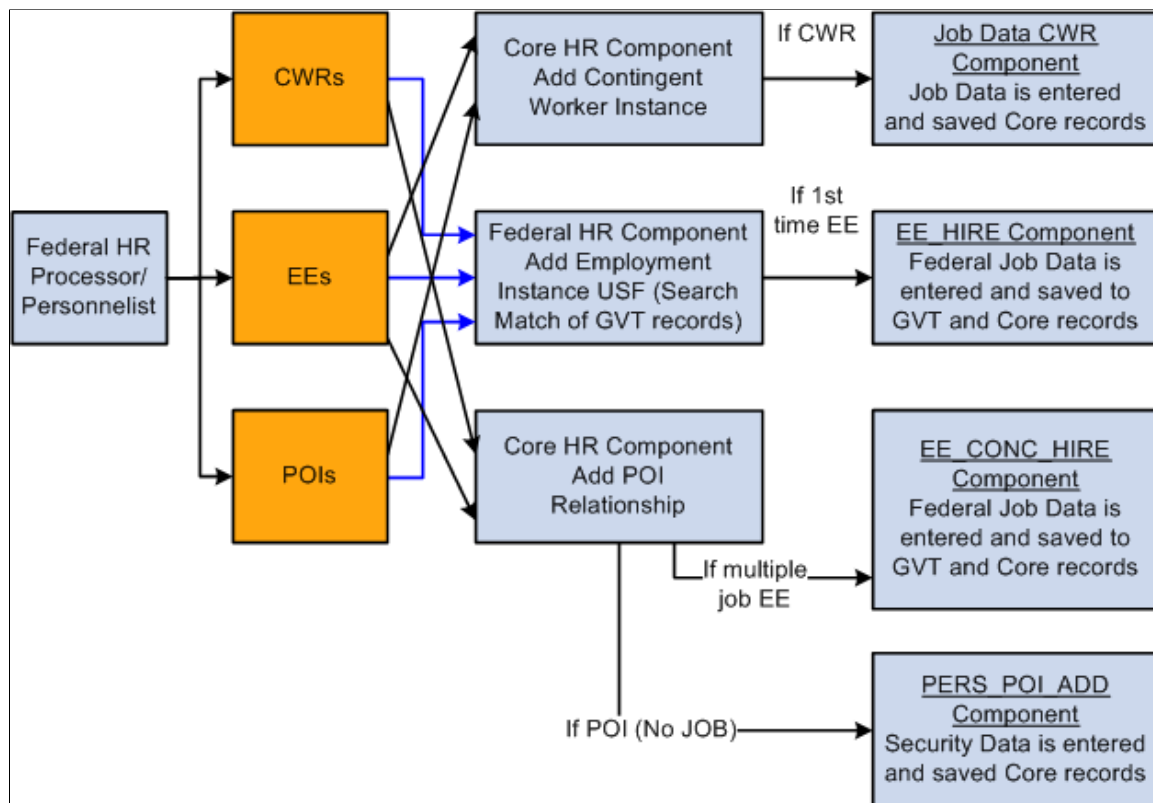 Federal HR
Processor/
Personnelist
CWRs
EEs
POIs
Core HR Component
Add Contingent
Worker Instance
If CWR
Job Data CWR
Component
Job Data is entered
and saved Core records
Federal HR Component
Add Employment
Instance USF (Search
Match of GVT records)
If 1st
time EE
EE_HIRE Component
Federal Job Data is
entered and saved to
GVT and Core records
Core HR Component
Add POI
Relationship
If multiple
job EE
EE_CONC_HIRE
Component
Federal Job Data is
entered and saved to
GVT and Core records
If POI (No JOB)
PERS_POI_ADD
Component
Security Data is entered
and saved Core records